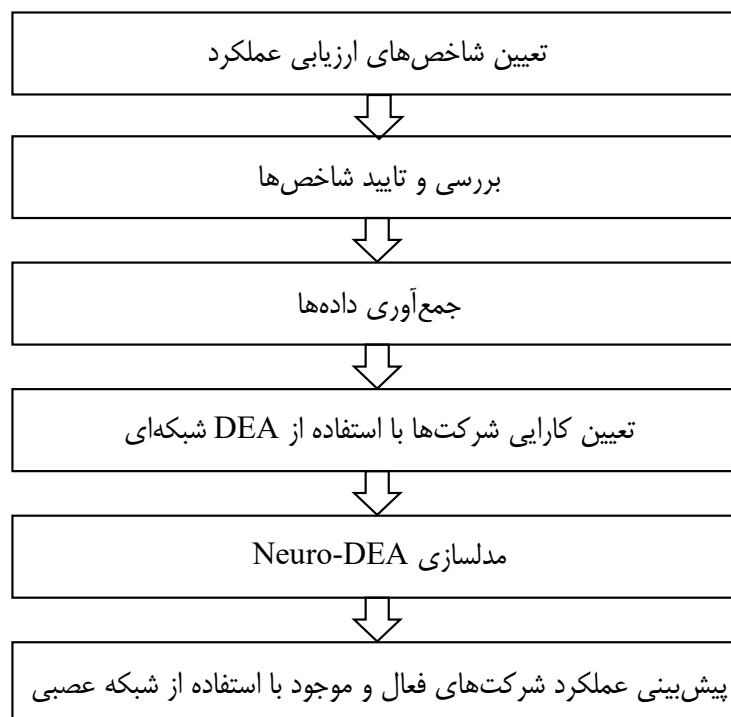 تعیین شاخص‌های ارزیابی عملکرد
بررسی و تایید شاخص‌ها
جمع‌آوری داده‌ها
تعیین کارایی شرکت‌ها با استفاده از DEA شبکه‌ای
مدلسازی Neuro-DEA
پیش‌بینی عملکرد شرکت‌های فعال و موجود با استفاده از شبکه عصبی